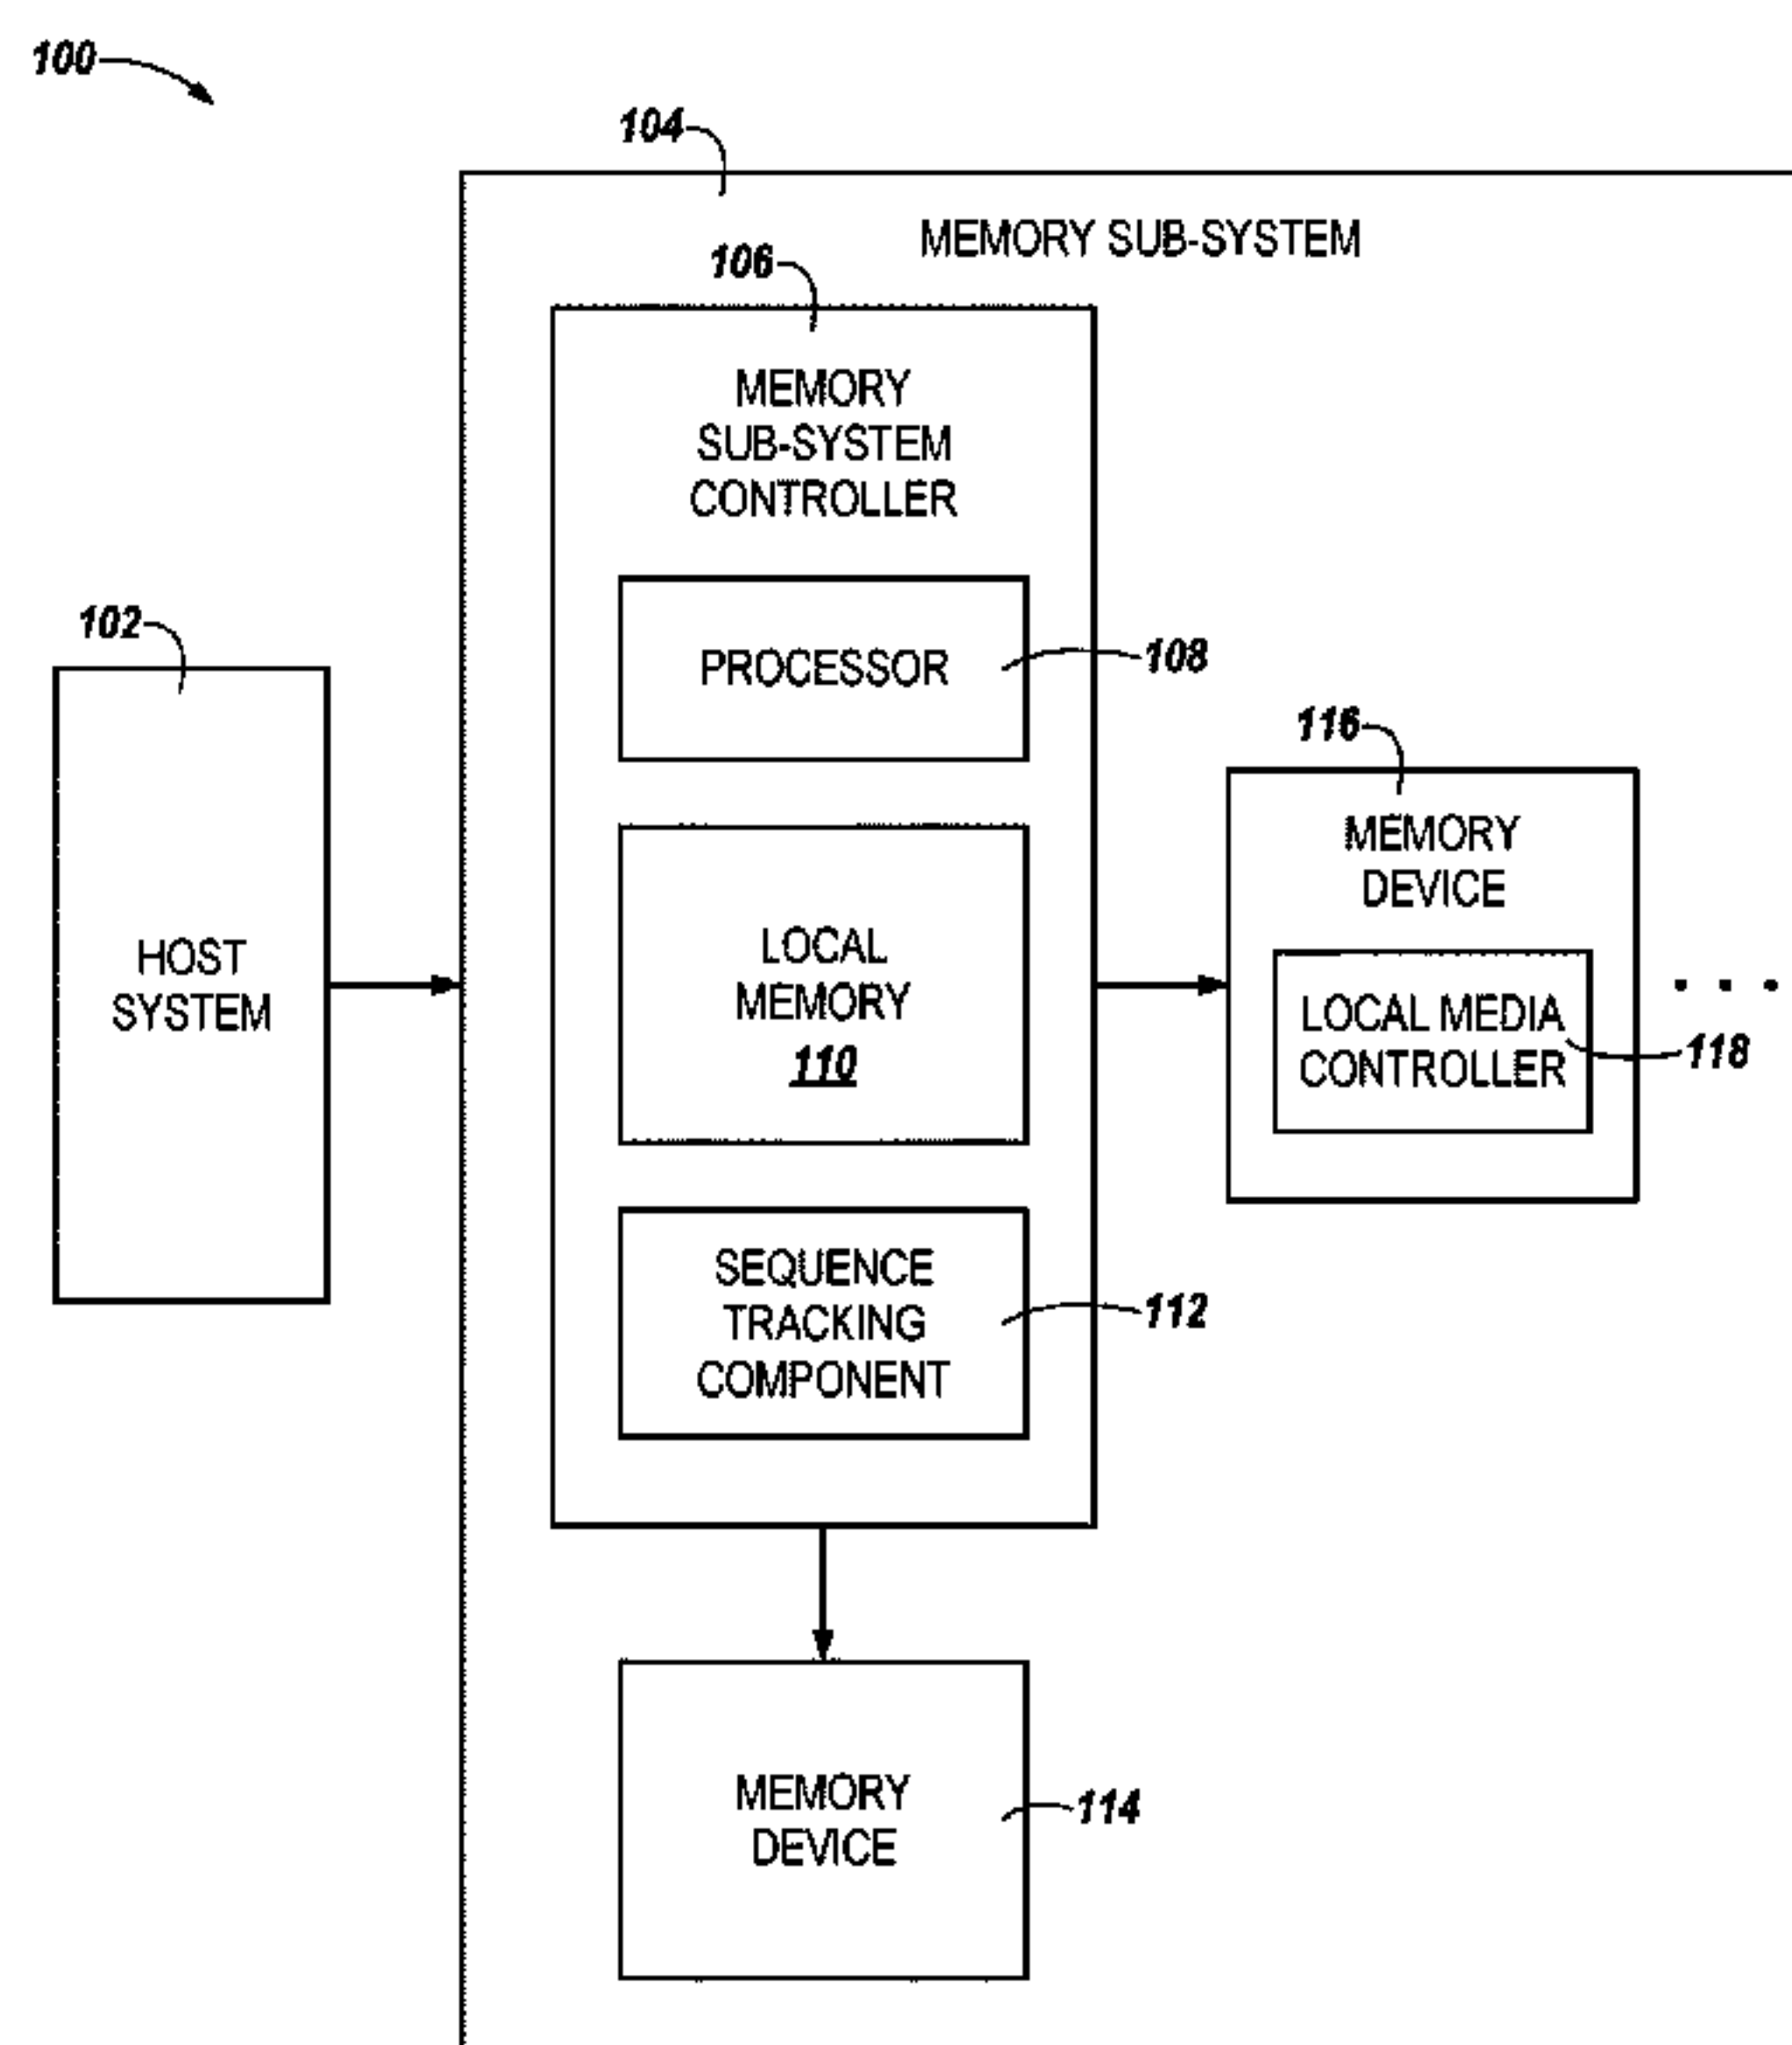 100
104
MEMORY SUB-SYSTEM
106
MEMORY
SUB-SYSTEM
CONTROLLER
102
PROCESSOR
108
116
MEMORY
DEVICE
HOST
SYSTEM
LOCAL
MEMORY
110
LOCAL MEDIA
CONTROLLER
118
SEQUENCE
TRACKING
COMPONENT
112
MEMORY
DEVICE
114